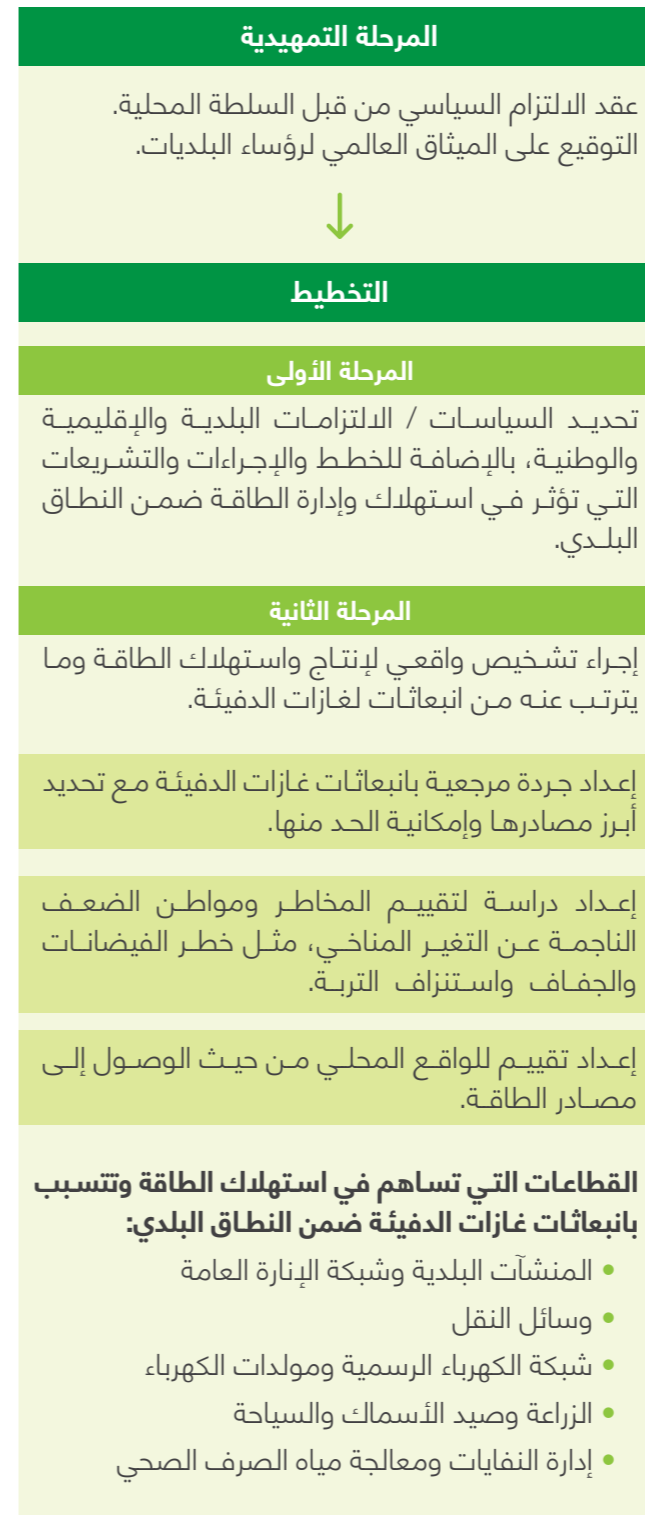 المرحلة التمهيدية
عقد الالتزام السياسي من قبل السلطة المحلية.
التوقيع على الميثاق العالمي لرؤساء البلديات.
التخطيط
المرحلة الأولى
تحديد السياسات / الالتزامات البلدية والإقليمية
والوطنية، بالإضافة للخطط والإجراءات والتشريعات
التي تؤثر في استهلاك وإدارة الطاقة ضمن النطاق
البلدي.
المرحلة الثانية
إجراء تشخيص واقعي لإنتاج واستهلاك الطاقة وما
يترتب عنه من انبعاثات لغازات الدفيئة.
إعداد جردة مرجعية بانبعاثات غازات الدفيئة مع تحديد
أبرز مصادرها وإمكانية الحد منها.
إعداد دراسة لتقييم المخاطر ومواطن الضعف
الناجمة عن التغير المناخي، مثل خطر الفيضانات
والجفاف واستنزاف التربة.
إعداد تقييم للواقع المحلي من حيث الوصول إلى
مصادر الطاقة.
القطاعات التي تساهم في استهلاك الطاقة وتتسبب
بانبعاثات غازات الدفيئة ضمن النطاق البلدي:
• المنشآت البلدية وشبكة الإنارة العامة
• وسائل النقل
• شبكة الكهرباء الرسمية ومولدات الكهرباء
• الزراعة وصيد الأسماك والسياحة
• إدارة النفايات ومعالجة مياه الصرف الصحي